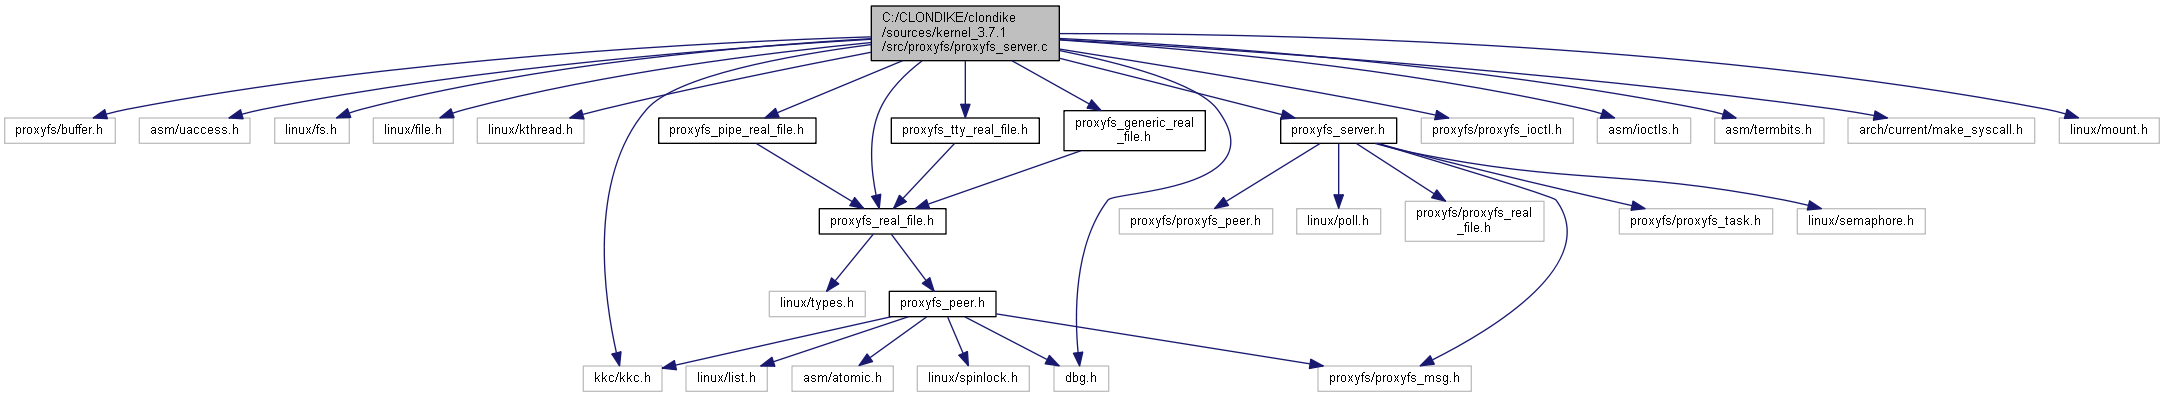 C:/CLONDIKE/clondike
/sources/kernel_3.7.1
/src/proxyfs/proxyfs_server.c
proxyfs/buffer.h
asm/uaccess.h
linux/fs.h
linux/file.h
linux/kthread.h
proxyfs_pipe_real_file.h
proxyfs_tty_real_file.h
proxyfs_generic_real
_file.h
proxyfs_server.h
proxyfs/proxyfs_ioctl.h
asm/ioctls.h
asm/termbits.h
arch/current/make_syscall.h
linux/mount.h
proxyfs_real_file.h
proxyfs/proxyfs_peer.h
linux/poll.h
proxyfs/proxyfs_real
_file.h
proxyfs/proxyfs_task.h
linux/semaphore.h
linux/types.h
proxyfs_peer.h
kkc/kkc.h
linux/list.h
asm/atomic.h
linux/spinlock.h
dbg.h
proxyfs/proxyfs_msg.h